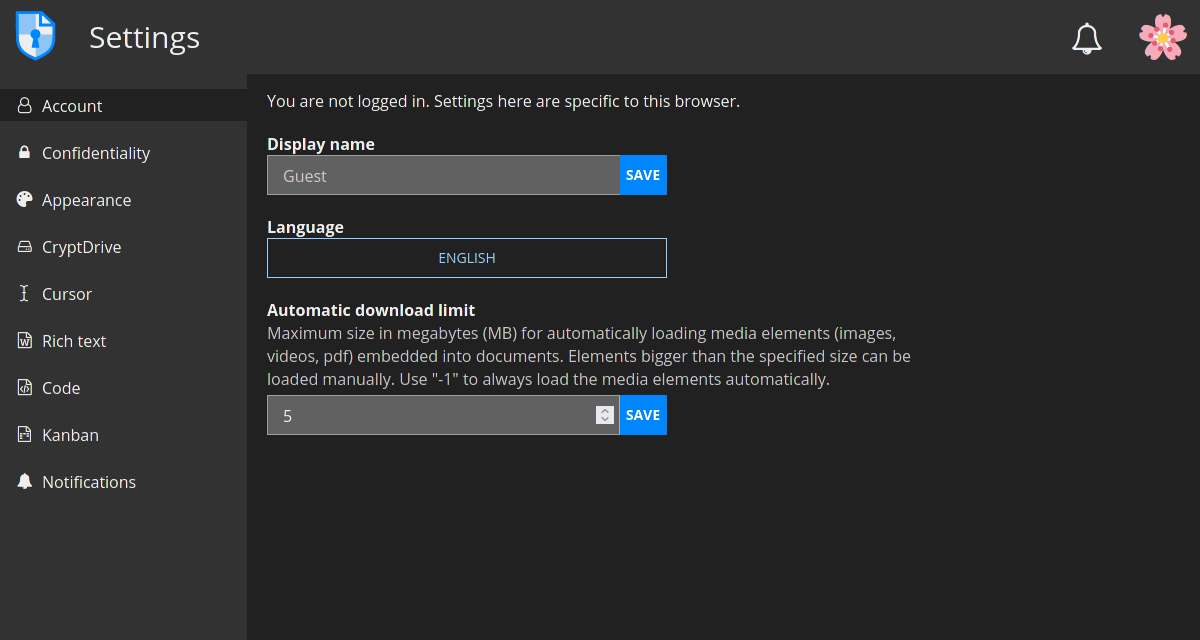 Settings
Account
Confidentiality
Appearance
CryptDrive
Cursor
Rich text
Code
Kanban
Notifications
You are not logged in. Settings here are specific to this browser.
Display name
Guest
SAVE
Language
ENGLISH
Automatic download limit
Maximum size in megabytes (MB) for automatically loading media elements (images,
videos, pdf) embedded into documents. Elements bigger than the specified size can be
loaded manually. Use "-1" to always load the media elements automatically.
5
SAVE